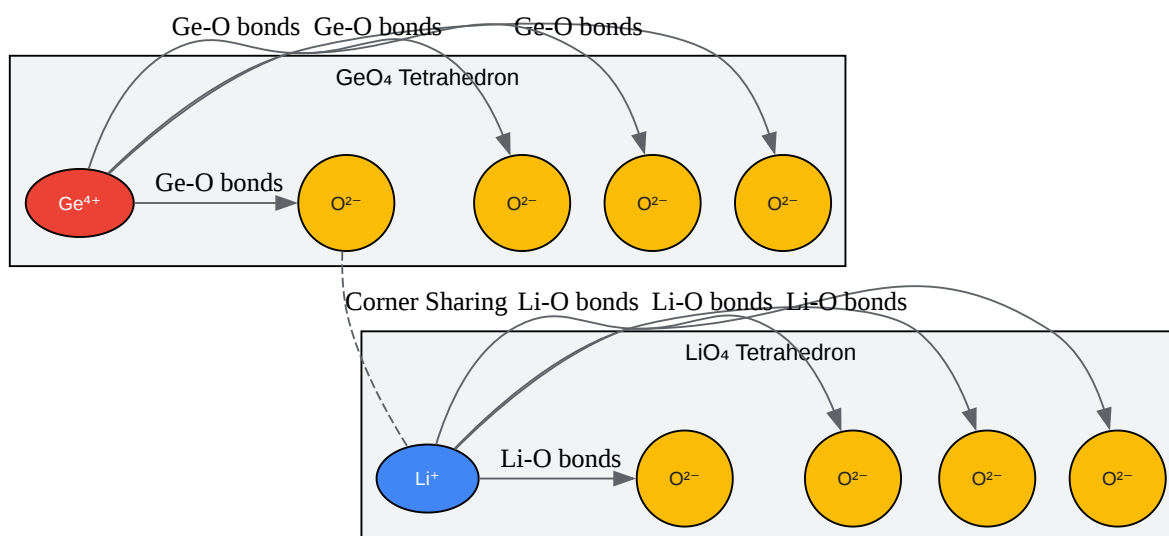 Ge-O bonds Ge-O bonds Ge-O bonds
GeO₄ Tetrahedron
Ge⁴⁺ Ge-O bonds O²⁻ O²⁻ O²⁻ O²⁻
Corner Sharing Li-O bonds Li-O bonds Li-O bonds
LiO₄ Tetrahedron
Li⁺ Li-O bonds O²⁻ O²⁻ O²⁻ O²⁻